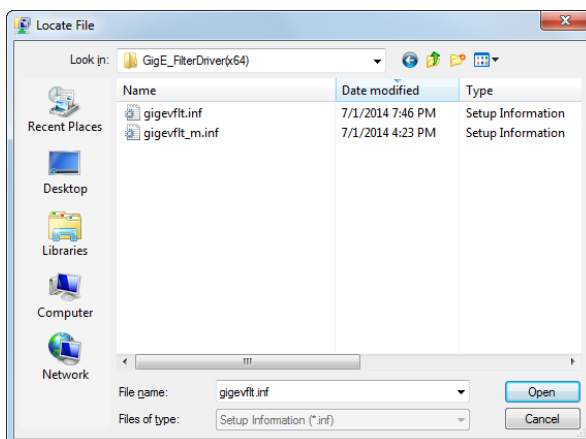 Locate File
Look in: GigE_FilterDriver(x64)
Name Date modified Type
gigevflt.inf 7/1/2014 7:46 PM Setup Information
gigevflt_m.inf 7/1/2014 4:23 PM Setup Information
Recent Places
Desktop
Libraries
Computer
Network
File name: gigevflt.inf Open
Files of type: Setup Information (*.inf) Cancel